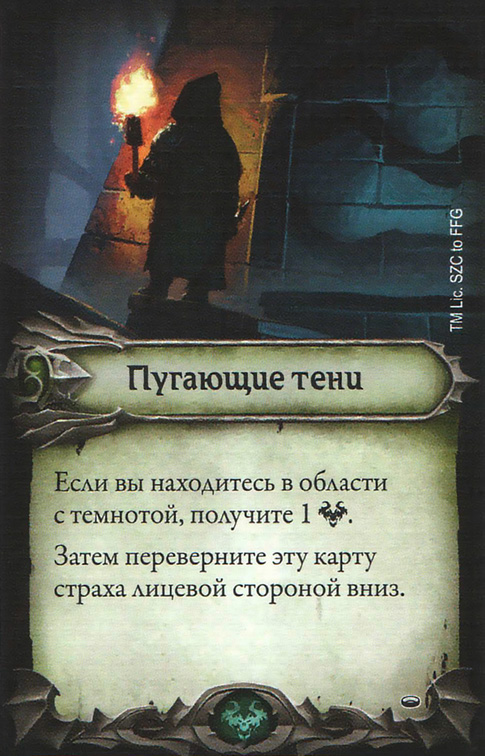 TM Lic. SZC to FFG
Пугающие тени
Если вы находитесь в области
с темнотой, получите 1 .
Затем переверните эту карту
страха лицевой стороной вниз.